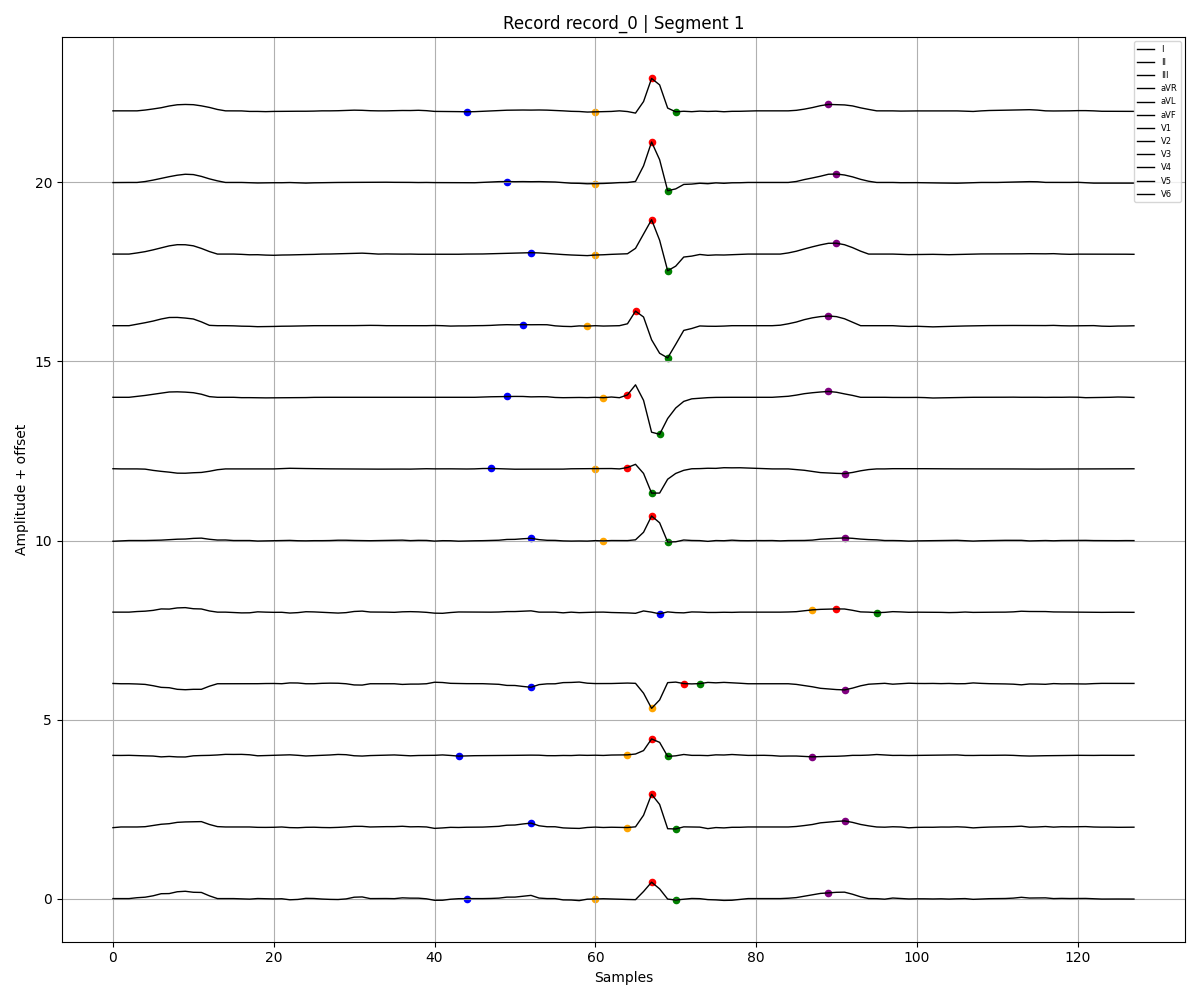 Record record_0 | Segment 1
I
II
III
aVR
aVL
aVF
V1
V2
V3
V4
V5
V6
20
15
10
5
0
Amplitude + offset
0 20 40 60 80 100 120
Samples